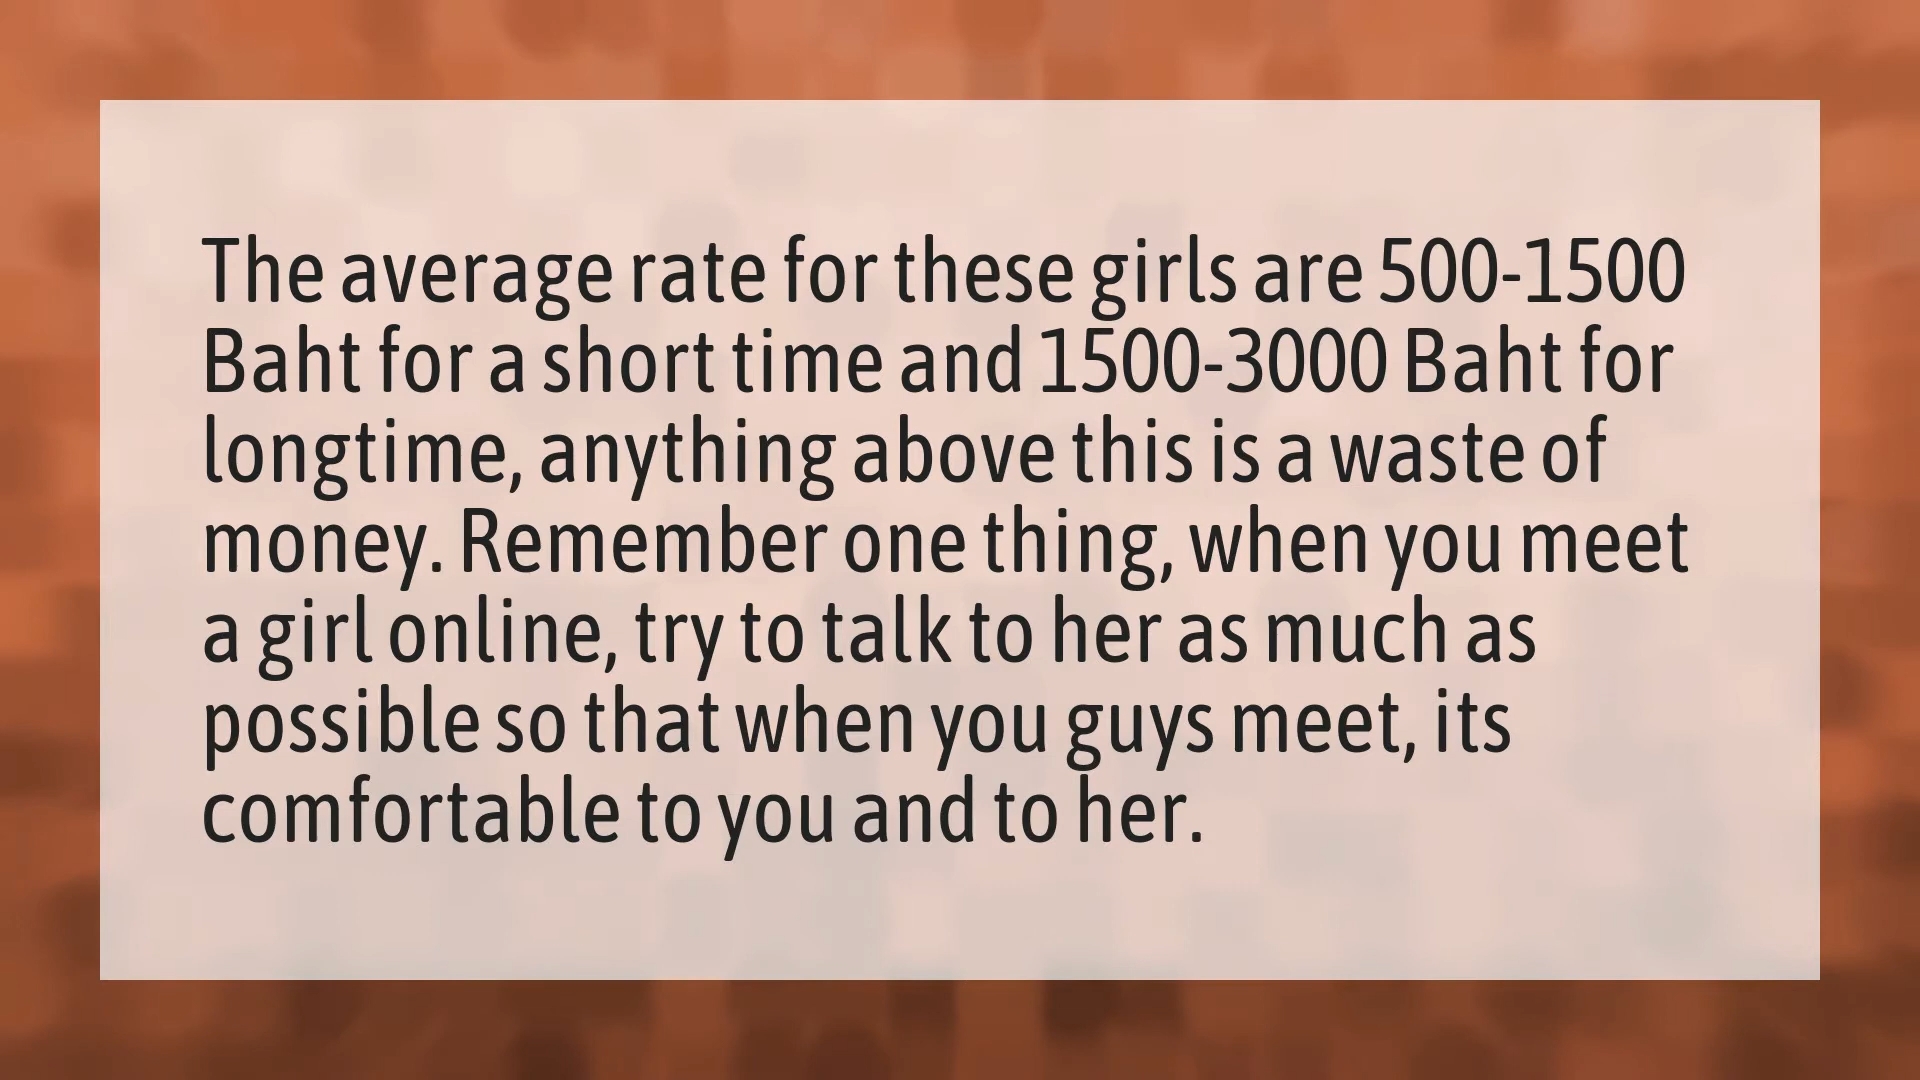 The average rate for these girls are 500-1500
Baht for a short time and 1500-3000 Baht for
longtime, anything above this is a waste of
money. Remember one thing, when you meet
a girl online, try to talk to her as much as
possible so that when you guys meet, its
comfortable to you and to her.